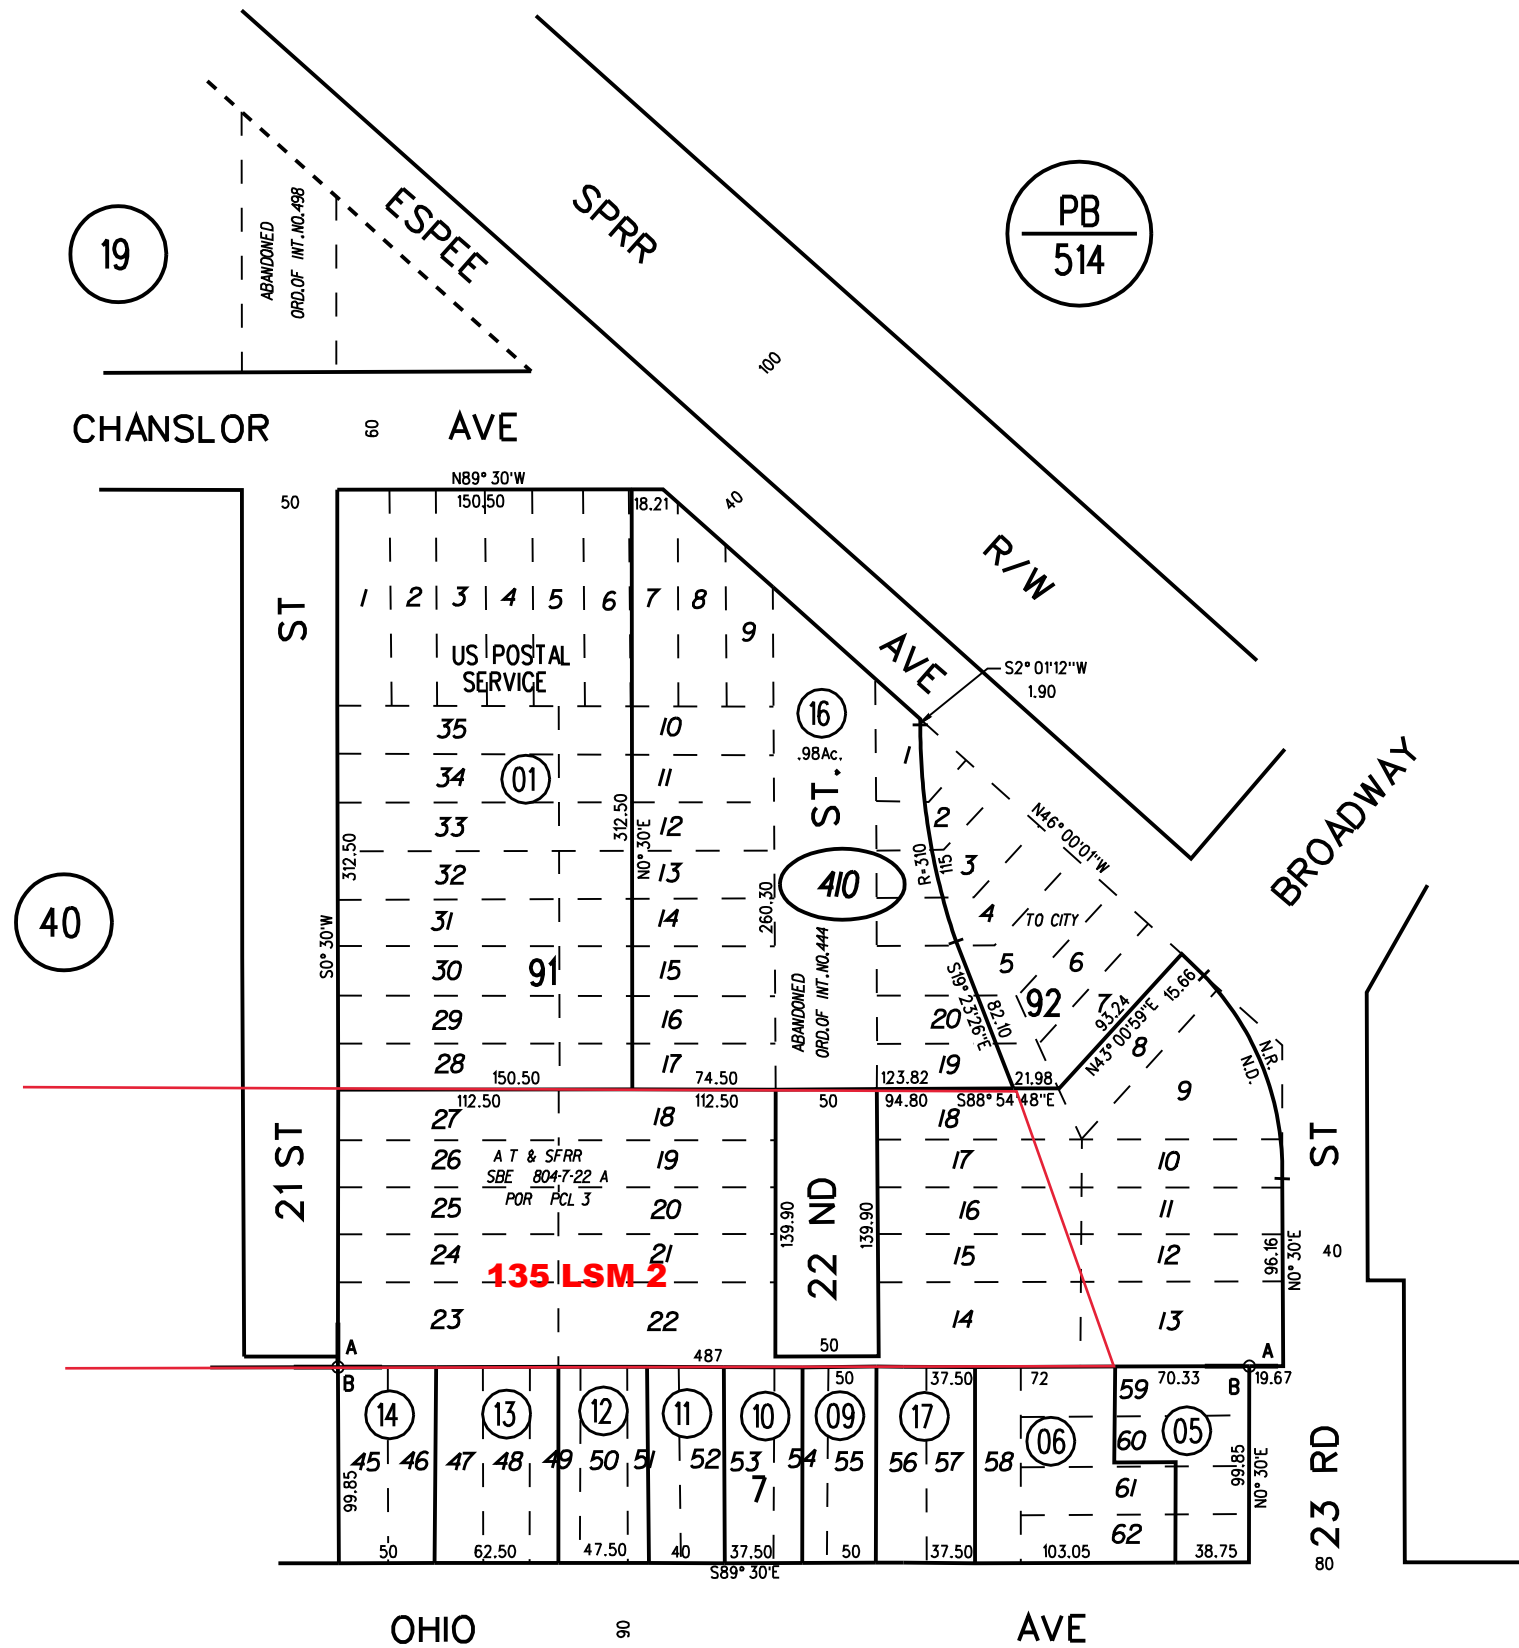 PB
514
19
ABANDONED
ORD.OF INT.NO.498
ESPEE
SPRR
100
CHANSLOR
60
AVE
N89° 30'W
50
150.50
18.21
40
R/W
ST
1
2
3
4
5
6
7
8
9
US POSTAL
SERVICE
AVE
S2° 01'12"W
1.90
16
.98Ac.
ST.
35
10
34
01
11
33
12
32
13
31
14
30
91
15
29
16
28
17
312.50
312.50
N0° 30'E
S0° 30'W
260.30
410
ABANDONED
ORD.OF INT.NO.444
1
2
3
4
5
6
7
8
9
R=310
115
TO CITY
N46° 00'01"W
BROADWAY
40
92
S19° 23'26"E
82.10
93.24
N43° 00'59"E
15.66
N.R.
N.D.
20
19
150.50
74.50
123.82
21.98
112.50
112.50
50
94.80
S88° 54'48"E
27
18
18
26
A T & SFRR
19
17
10
SBE 804-7-22 A
POR PCL 3
25
20
16
11
24
21
15
12
135 LSM 2
23
22
14
13
21 ST
139.90
22 ND
139.90
96.16
N0° 30'E
40
ST
A
487
50
A
B
50
37.50
72
70.33
B
19.67
14
13
12
11
10
09
17
06
05
59
60
45
46
47
48
49
50
51
52
53
54
55
56
57
58
61
62
7
99.85
99.85
N0° 30'E
23 RD
50
62.50
47.50
40
37.50
50
37.50
103.05
38.75
80
S89° 30'E
OHIO
90
AVE